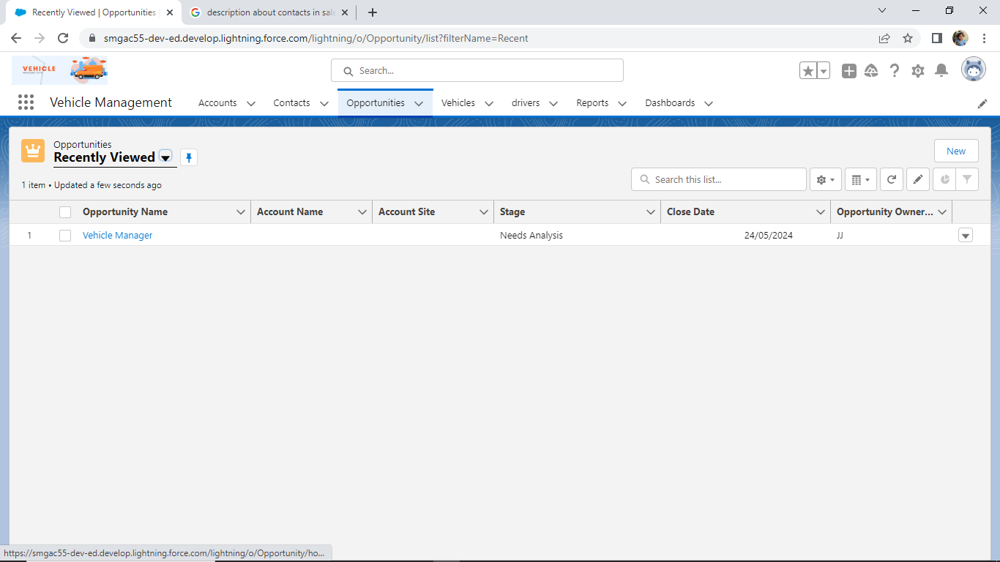 Recently Viewed | Opportunities
description about contacts in sale
smgac55-dev-ed.develop.lightning.force.com/lightning/o/Opportunity/list?filterName=Recent
VEHICLE
Search...
Vehicle Management
Accounts
Contacts
Opportunities
Vehicles
drivers
Reports
Dashboards
Opportunities
Recently Viewed
New
1 item • Updated a few seconds ago
Search this list...
Opportunity Name
Account Name
Account Site
Stage
Close Date
Opportunity Owner...
1
Vehicle Manager
Needs Analysis
24/05/2024
JJ
https://smgac55-dev-ed.develop.lightning.force.com/lightning/o/Opportunity/ho...